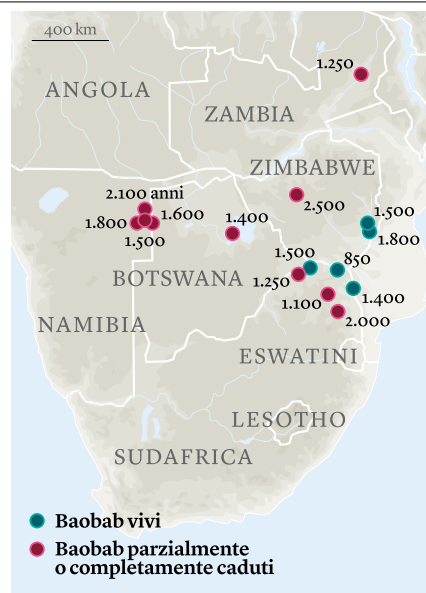 400 km
1.250
ANGOLA
ZAMBIA
ZIMBABWE
2.100 anni
2.500
1.800
1.600
1.400
1.500
1.500
1.800
1.500
850
BOTSWANA
1.250
1.400
1.100
NAMIBIA
2.000
ESWATINI
LESOTHO
SUDAFRICA
Baobab vivi
Baobab parzialmente
o completamente caduti